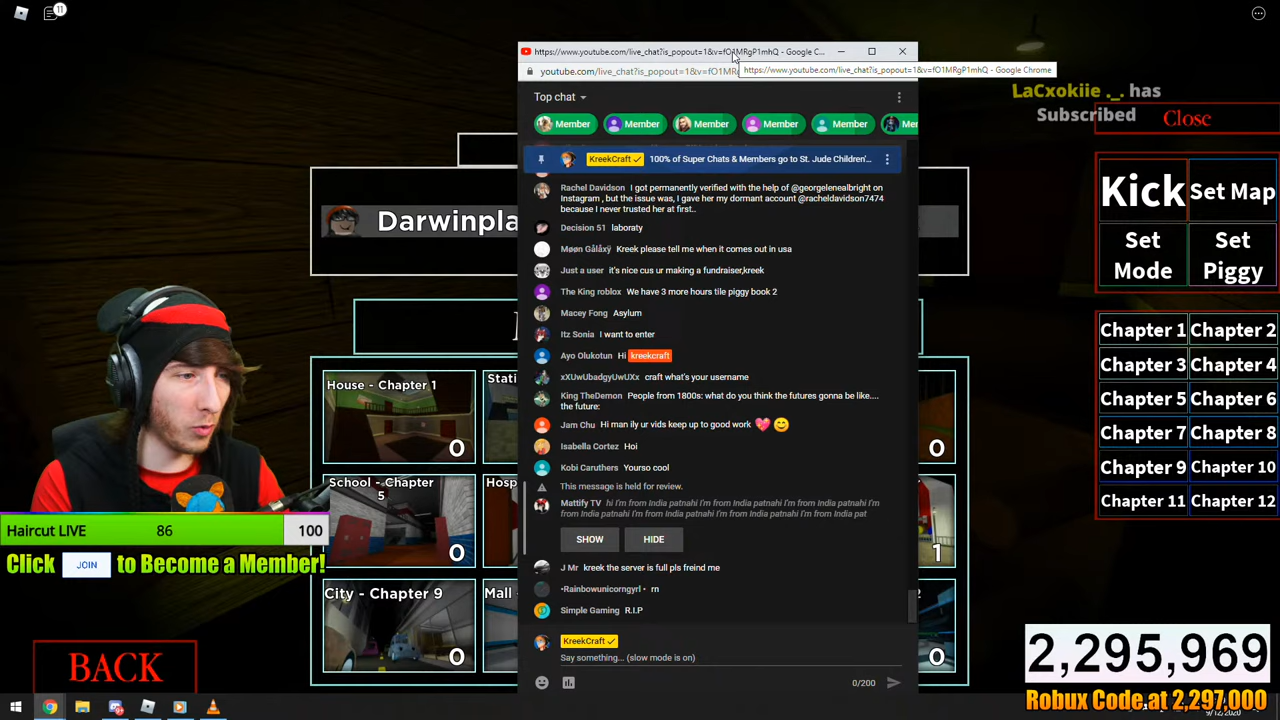 11
https://www.youtube.com/live_chat?is_popout=1&v=fO1MRgP1mhQ - Google C...
youtube.com/live_chat?is_popout=1&v=fO1MR
https://www.youtube.com/live_chat?is_popout=1&v=fO1MRgP1mhQ - Google Chrome
LaCxokiie ._. has
Subscribed
Close
Top chat
Member
Member
Member
Member
Member
KreekCraft 100% of Super Chats & Members go to St. Jude Children'...
Rachel Davidson I got permanently verified with the help of @georgelenealbright on
Instagram , but the issue was, I gave her my dormant account @racheldavidson7474
because I never trusted her at first..
Decision 51 laboraty
Møøn Gålåxÿ Kreek please tell me when it comes out in usa
Just a user it's nice cus ur making a fundraiser,kreek
The King roblox We have 3 more hours tile piggy book 2
Macey Fong Asylum
Itz Sonia I want to enter
Ayo Olukotun Hi kreekcraft
xXUwUbadgyUwUXx craft what's your username
King TheDemon People from 1800s: what do you think the futures gonna be like....
the future:
Jam Chu Hi man ily ur vids keep up to good work 💖 😊
Isabella Cortez Hoi
Kobi Caruthers Yourso cool
This message is held for review.
Mattify TV hi I'm from India patnahi I'm from India patnahi I'm from India patnahi I'm from
India patnahi I'm from India patnahi I'm from India patnahi I'm from India pat
SHOW HIDE
J Mr kreek the server is full pls freind me
•Rainbowunicorngyrl • rn
Simple Gaming R.I.P
KreekCraft
Say something... (slow mode is on)
0/200
Darwinpla
House - Chapter 1
0
Stati
School - Chapter
5
0
Hosp
City - Chapter 9
0
Mall -
0
1
0
Kick Set Map
Set
Mode
Set
Piggy
Chapter 1 Chapter 2
Chapter 3 Chapter 4
Chapter 5 Chapter 6
Chapter 7 Chapter 8
Chapter 9 Chapter 10
Chapter 11 Chapter 12
Haircut LIVE 86 100
Click JOIN to Become a Member!
BACK
2,295,969
Robux Code at 2,297,000